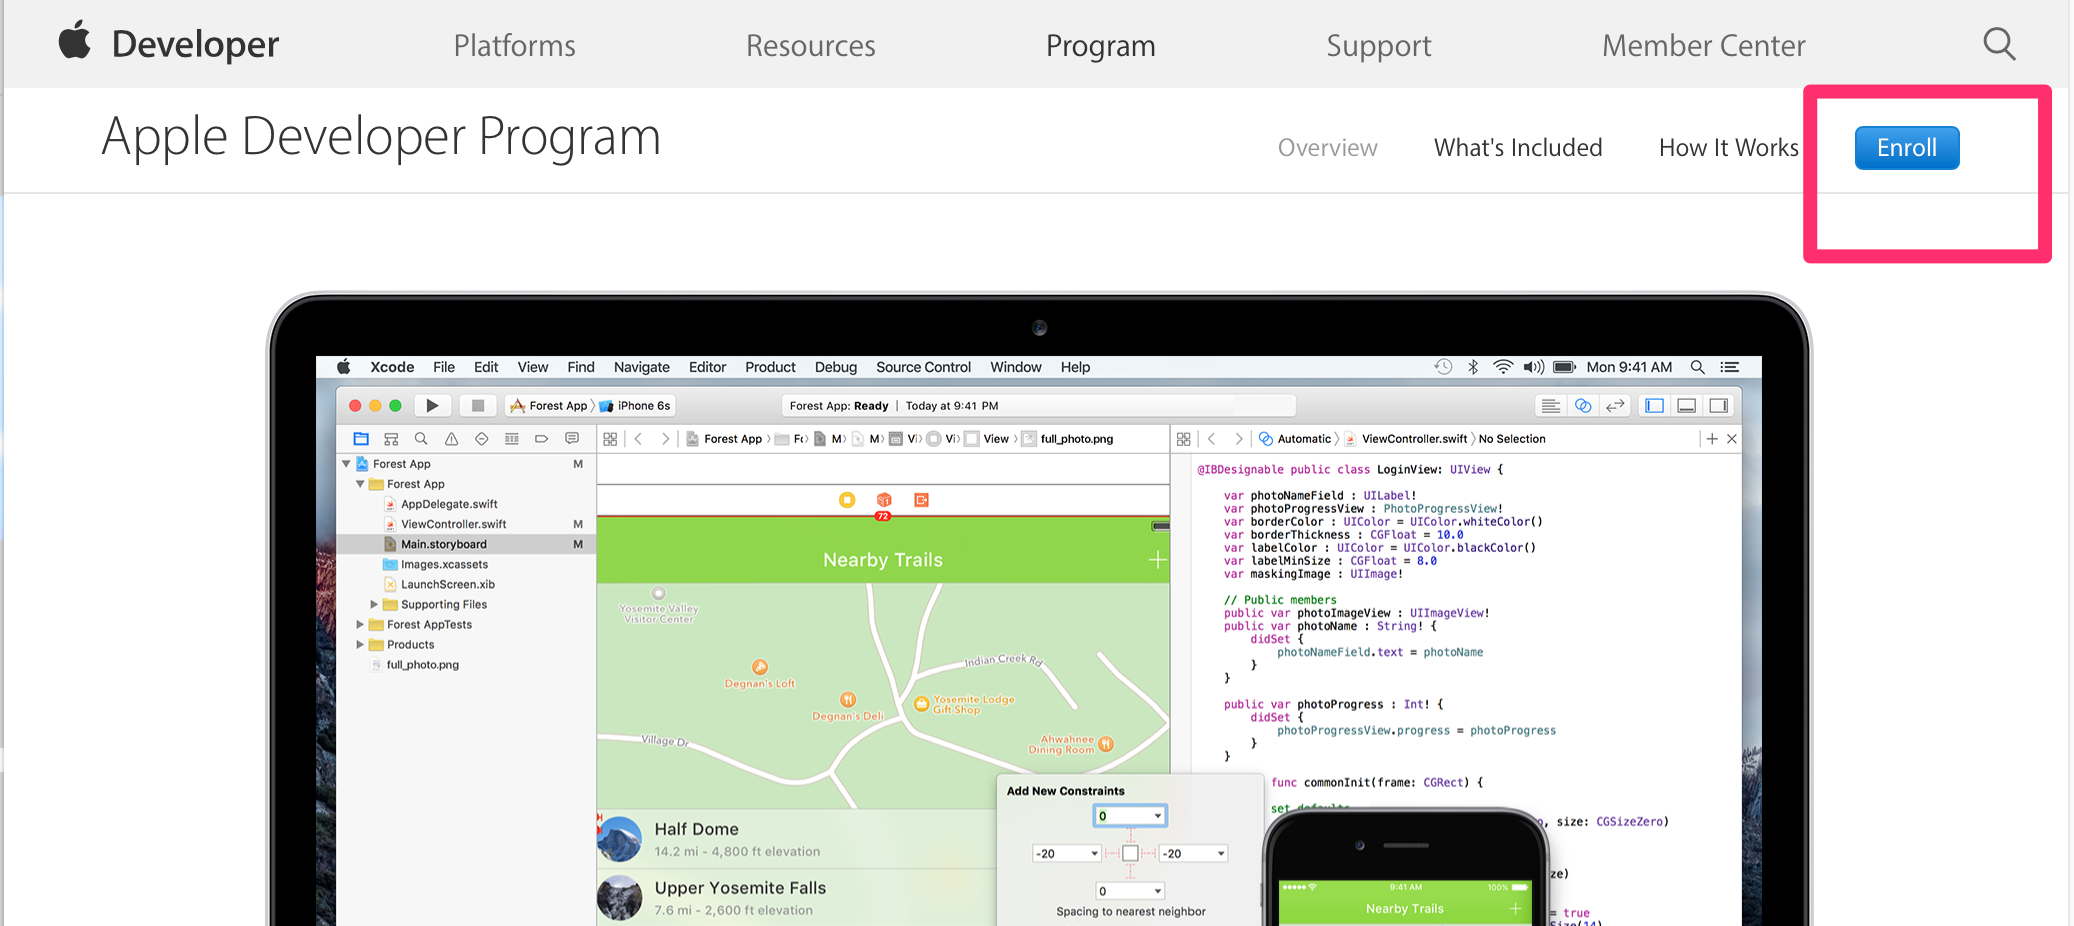 Developer
Platforms
Resources
Program
Support
Member Center
Apple Developer Program
Overview
What's Included
How It Works
Enroll
Xcode File Edit View Find Navigate Editor Product Debug Source Control Window Help
Mon 9:41 AM
Forest App
iPhone 6s
Forest App: Ready | Today at 9:41 PM
Forest App
M
Forest App
AppDelegate.swift
ViewController.swift
M
Main.storyboard
M
Images.xcassets
LaunchScreen.xib
Supporting Files
Forest AppTests
Products
full_photo.png
Forest App
M
M
Vi
Vi
View
full_photo.png
72
Nearby Trails
Yosemite Valley
Visitor Center
Indian Creek Rd
Degnan's Loft
Degnan's Deli
Yosemite Lodge
Gift Shop
Village Dr
Ahwahnee
Dining Room
Half Dome
14.2 mi - 4,800 ft elevation
Upper Yosemite Falls
7.6 mi - 2,600 ft elevation
Add New Constraints
0
-20
-20
0
Spacing to nearest neighbor
Automatic
ViewController.swift
No Selection
@IBDesignable public class LoginView: UIView {
var photoNameField : UILabel!
var photoProgressView : PhotoProgressView!
var borderColor : UIColor = UIColor.whiteColor()
var borderThickness : CGFloat = 10.0
var labelColor : UIColor = UIColor.blackColor()
var labelMinSize : CGFloat = 8.0
var maskingImage : UIImage!
// Public members
public var photoImageView : UIImageView!
public var photoName : String! {
didSet {
photoNameField.text = photoName
}
}
public var photoProgress : Int! {
didSet {
photoProgressView.progress = photoProgress
}
}
func commonInit(frame: CGRect) {
set
, size: CGSizeZero)
= true
9:41 AM
100%
Nearby Trails